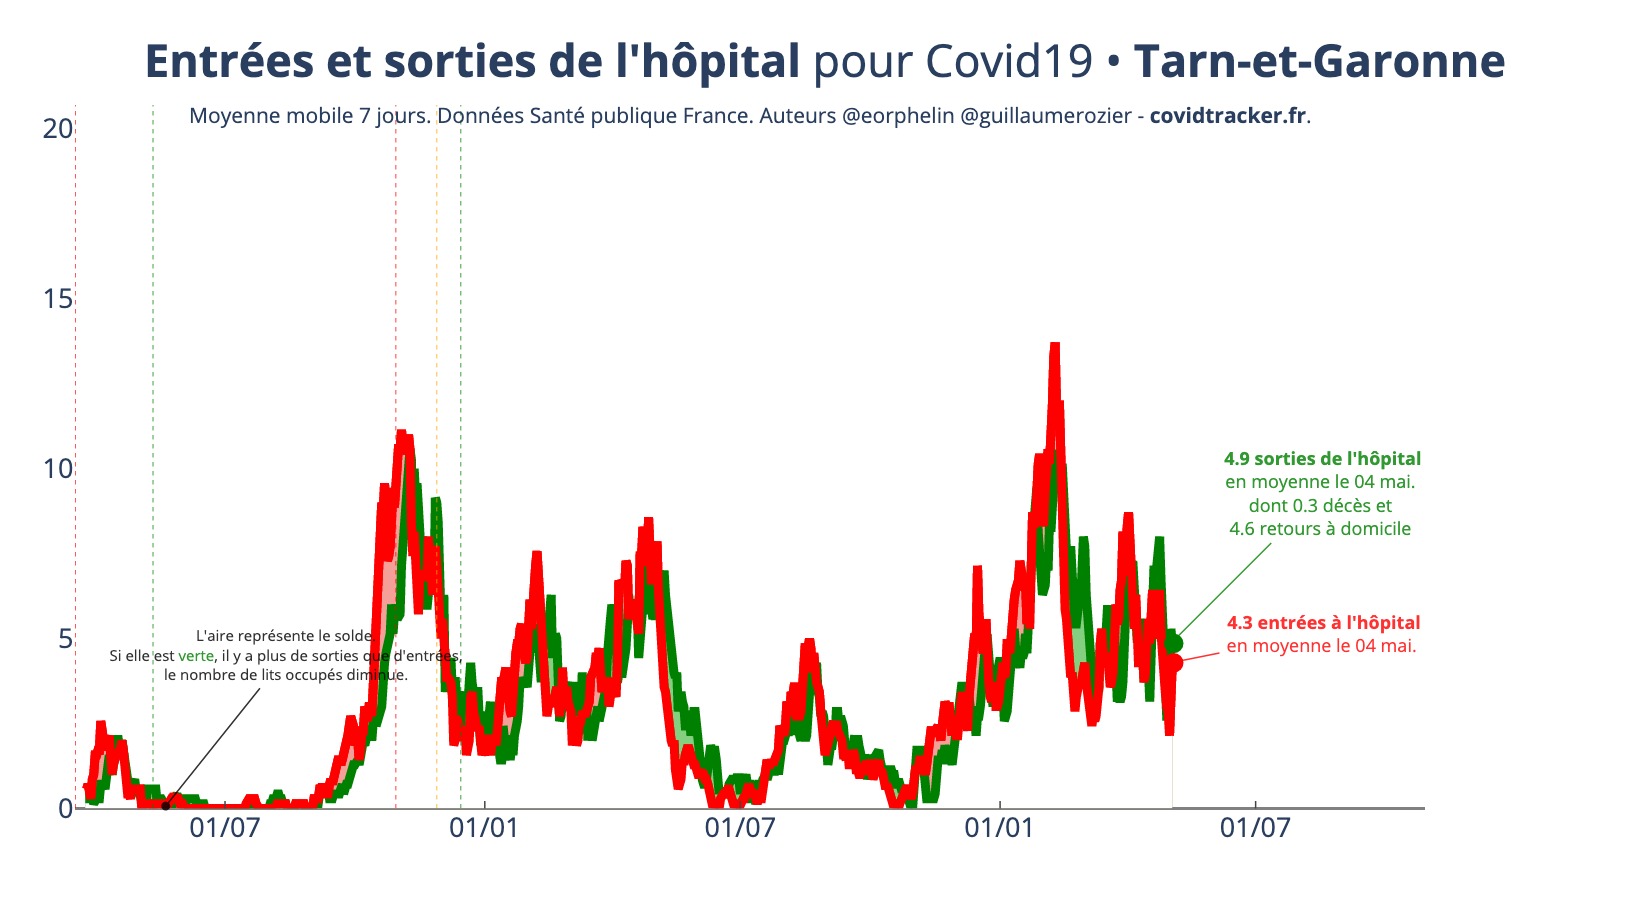 Entrées et sorties de l'hôpital pour Covid19 • Tarn-et-Garonne
Moyenne mobile 7 jours. Données Santé publique France. Auteurs @eorphelin @guillaumerozier - covidtracker.fr.
20
15
10
5
0
L'aire représente le solde.
Si elle est verte, il y a plus de sorties que d'entrées,
le nombre de lits occupés diminue.
4.9 sorties de l'hôpital
en moyenne le 04 mai.
dont 0.3 décès et
4.6 retours à domicile
4.3 entrées à l'hôpital
en moyenne le 04 mai.
01/07
01/01
01/07
01/01
01/07